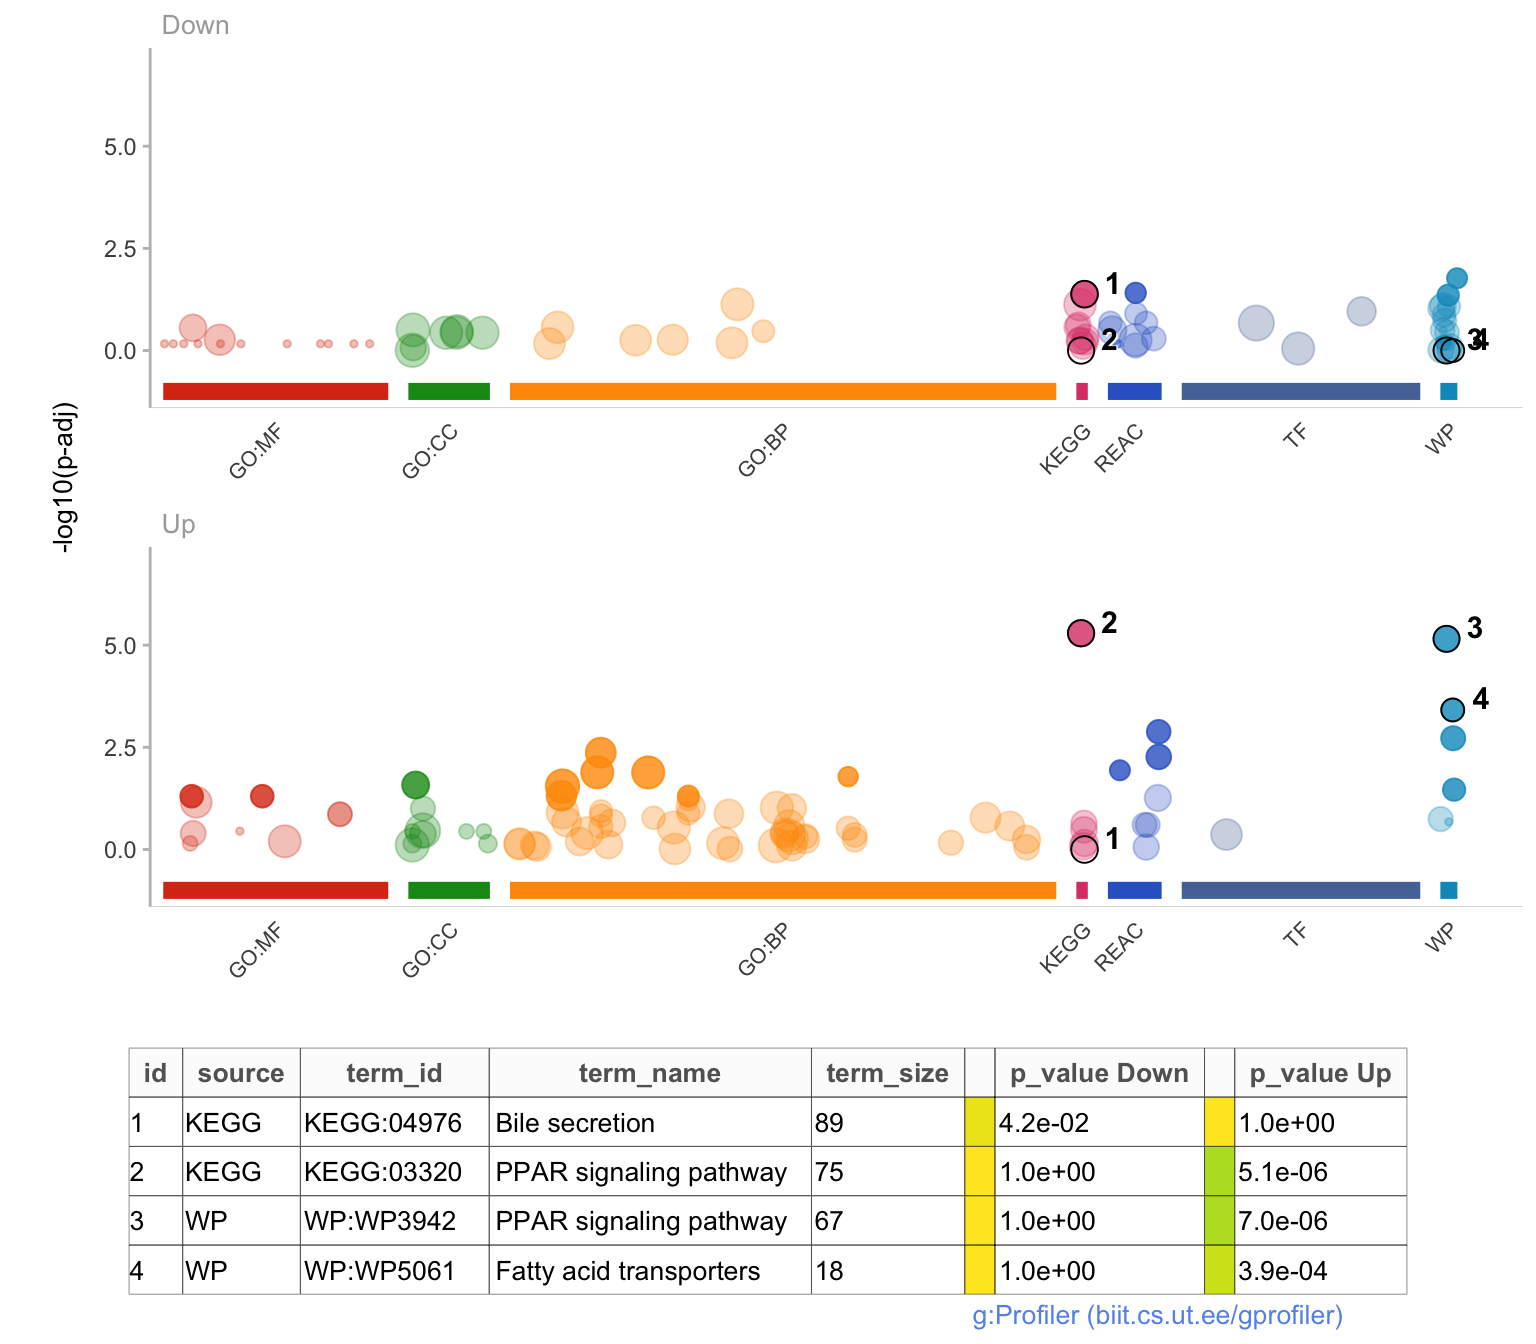 Down
5.0
2.5
0.0
1
2
3
4
GO:MF
GO:CC
GO:BP
KEGG
REAC
TF
WP
-log10(p-adj)
Up
5.0
2.5
0.0
2
3
4
1
GO:MF
GO:CC
GO:BP
KEGG
REAC
TF
WP
id source term_id term_name term_size p_value Down p_value Up
1 KEGG KEGG:04976 Bile secretion 89 4.2e-02 1.0e+00
2 KEGG KEGG:03320 PPAR signaling pathway 75 1.0e+00 5.1e-06
3 WP WP:WP3942 PPAR signaling pathway 67 1.0e+00 7.0e-06
4 WP WP:WP5061 Fatty acid transporters 18 1.0e+00 3.9e-04
g:Profiler (biit.cs.ut.ee/gprofiler)